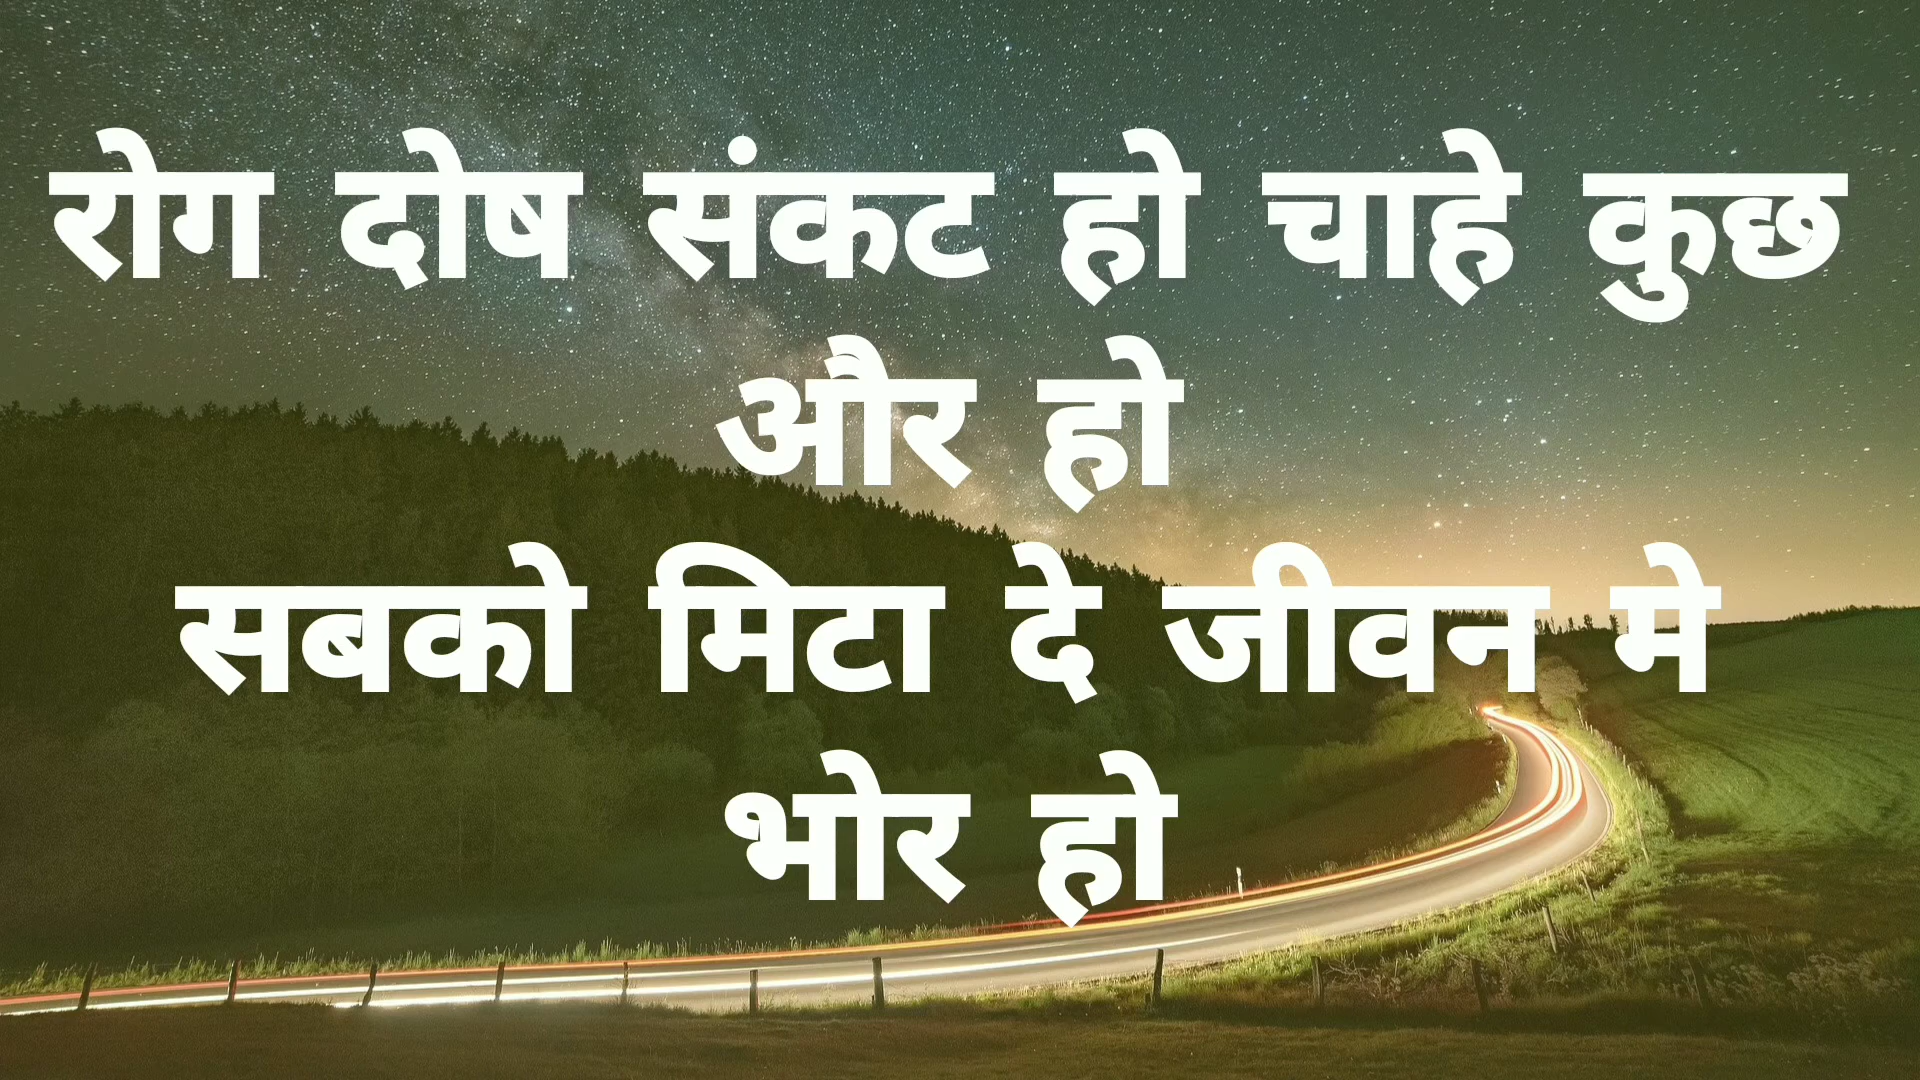 रोग दोष संकट हो चाहे कुछ
और हो
सबको मिटा दे जीवन मे
भोर हो